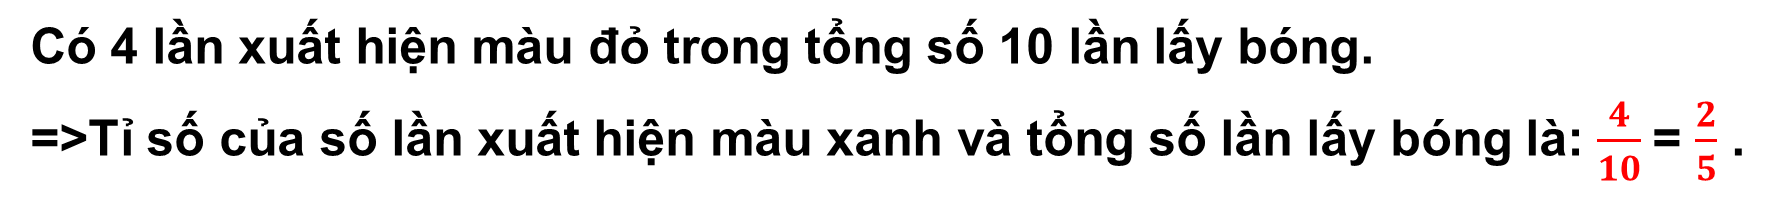 Có 4 lần xuất hiện màu đỏ trong tổng số 10 lần lấy bóng.
=>Tỉ số của số lần xuất hiện màu xanh và tổng số lần lấy bóng là: 4/10 = 2/5 .